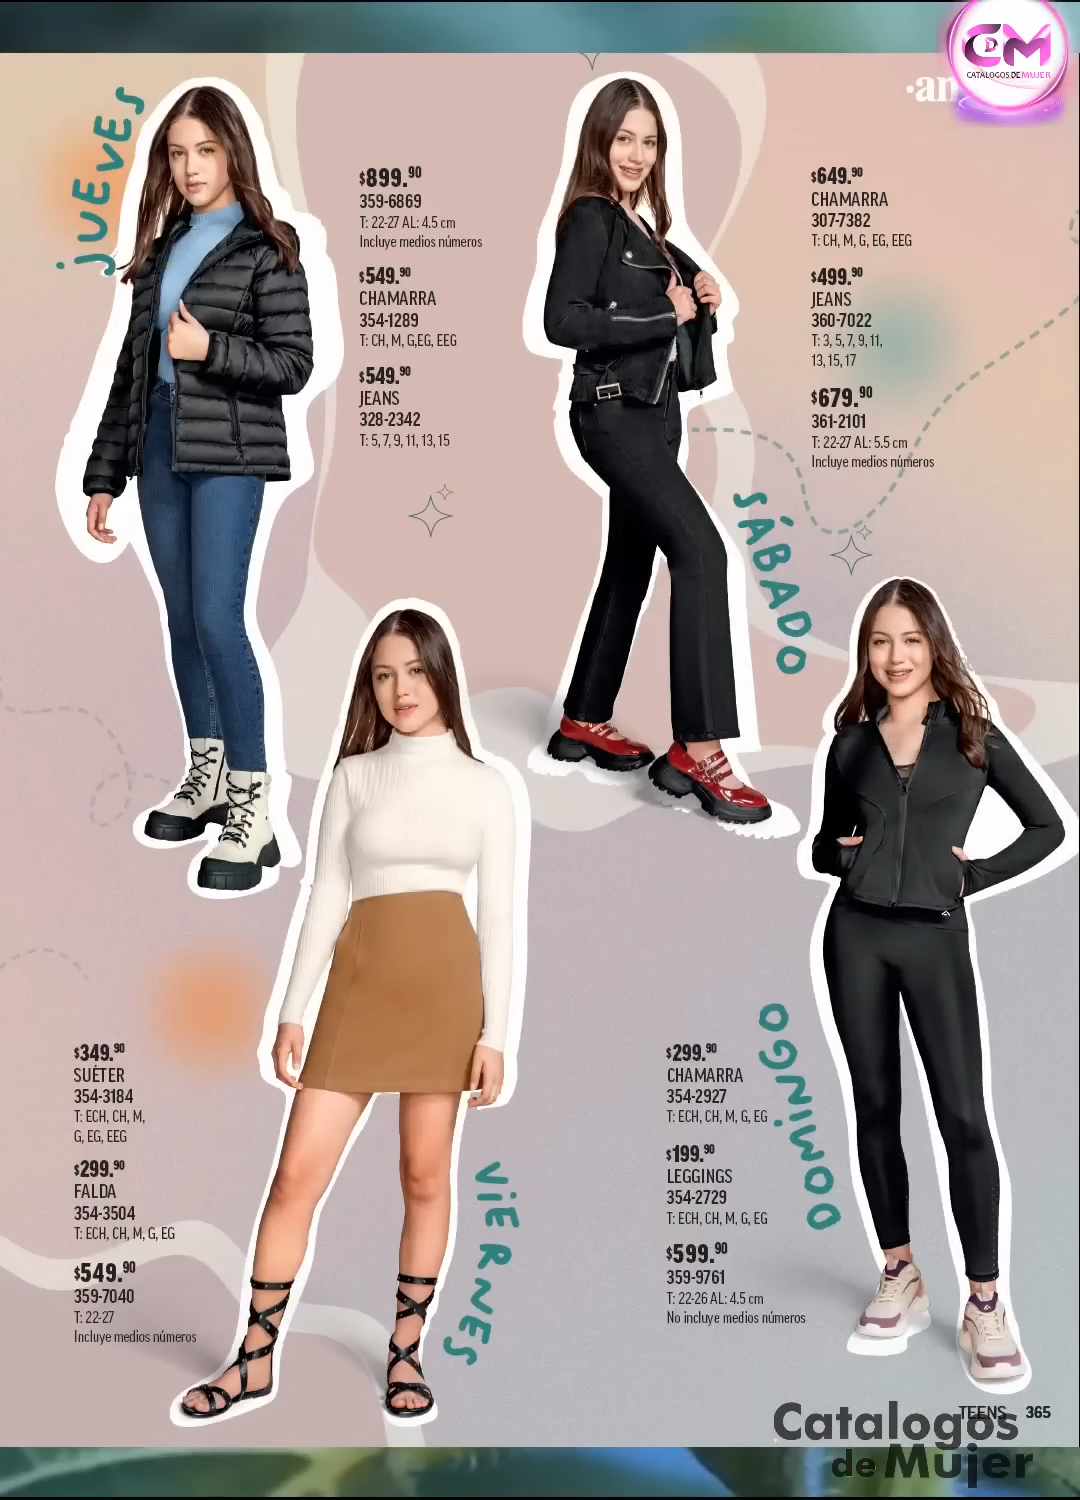 CDM
CATÁLOGOS DE MUJER
JUEVES
$899.90
359-6869
T: 22-27 AL: 4.5 cm
Incluye medios números
$549.90
CHAMARRA
354-1289
T: CH, M, G,EG, EEG
$549.90
JEANS
328-2342
T: 5, 7, 9, 11, 13, 15
$649.90
CHAMARRA
307-7382
T: CH, M, G, EG, EEG
$499.90
JEANS
360-7022
T: 3, 5, 7, 9, 11,
13, 15, 17
$679.90
361-2101
T: 22-27 AL: 5.5 cm
Incluye medios números
SÁBADO
$349.90
SUÉTER
354-3184
T: ECH, CH, M,
G, EG, EEG
$299.90
FALDA
354-3504
T: ECH, CH, M, G, EG
$549.90
359-7040
T: 22-27
Incluye medios números
VIERNES
$299.90
CHAMARRA
354-2927
T: ECH, CH, M, G, EG
$199.90
LEGGINGS
354-2729
T: ECH, CH, M, G, EG
$599.90
359-9761
T: 22-26 AL: 4.5 cm
No incluye medios números
DOMINGO
TEENS 365
Catalogos
de Mujer